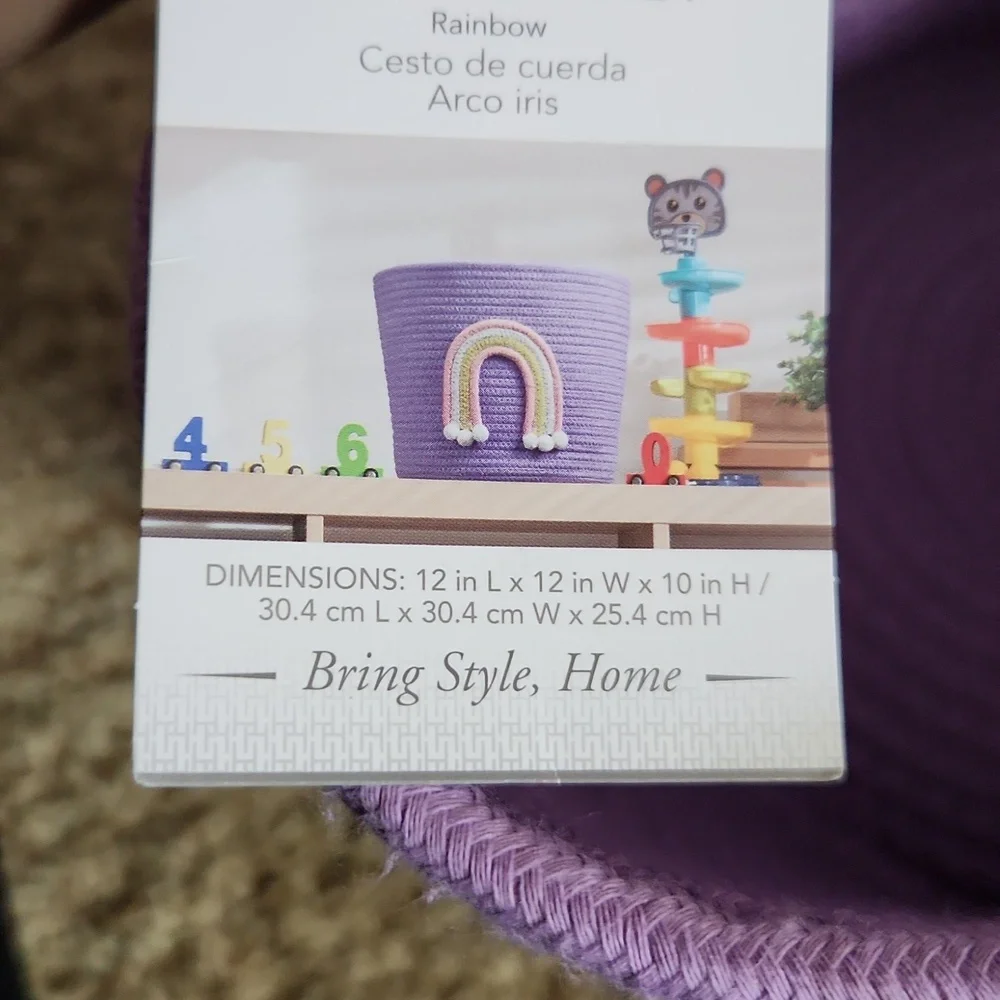 Rainbow
Cesto de cuerda
Arco iris
4 5 6 0
DIMENSIONS: 12 in L x 12 in W x 10 in H /
30.4 cm L x 30.4 cm W x 25.4 cm H
Bring Style, Home